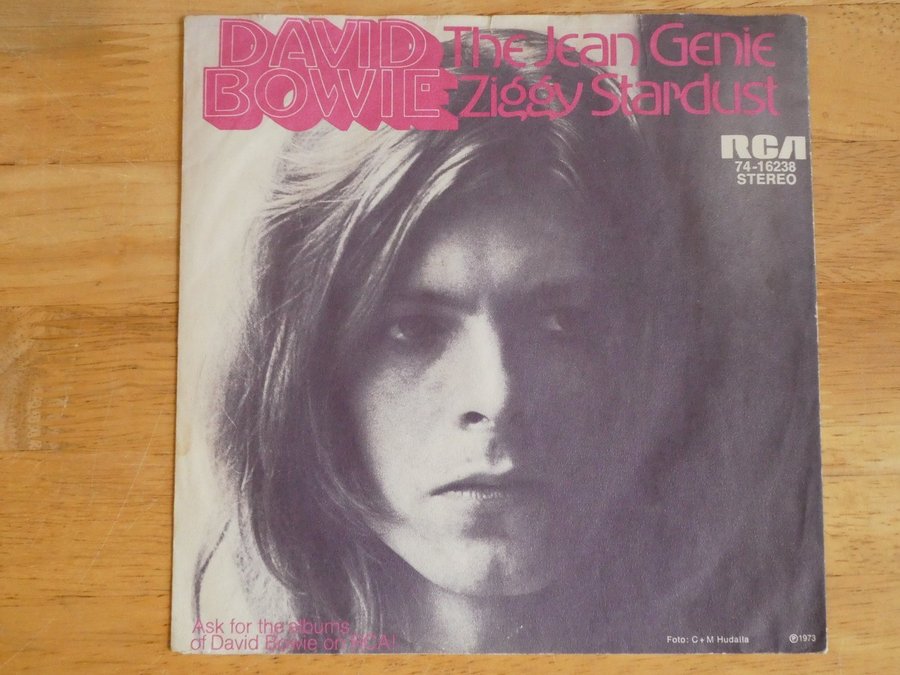 DAVID
BOWIE
The Jean Genie
Ziggy Stardust
RCA
74-16238
STEREO
Ask for the albums
of David Bowie on RCA!
Foto: C+M Hudalla
Ⓟ1973